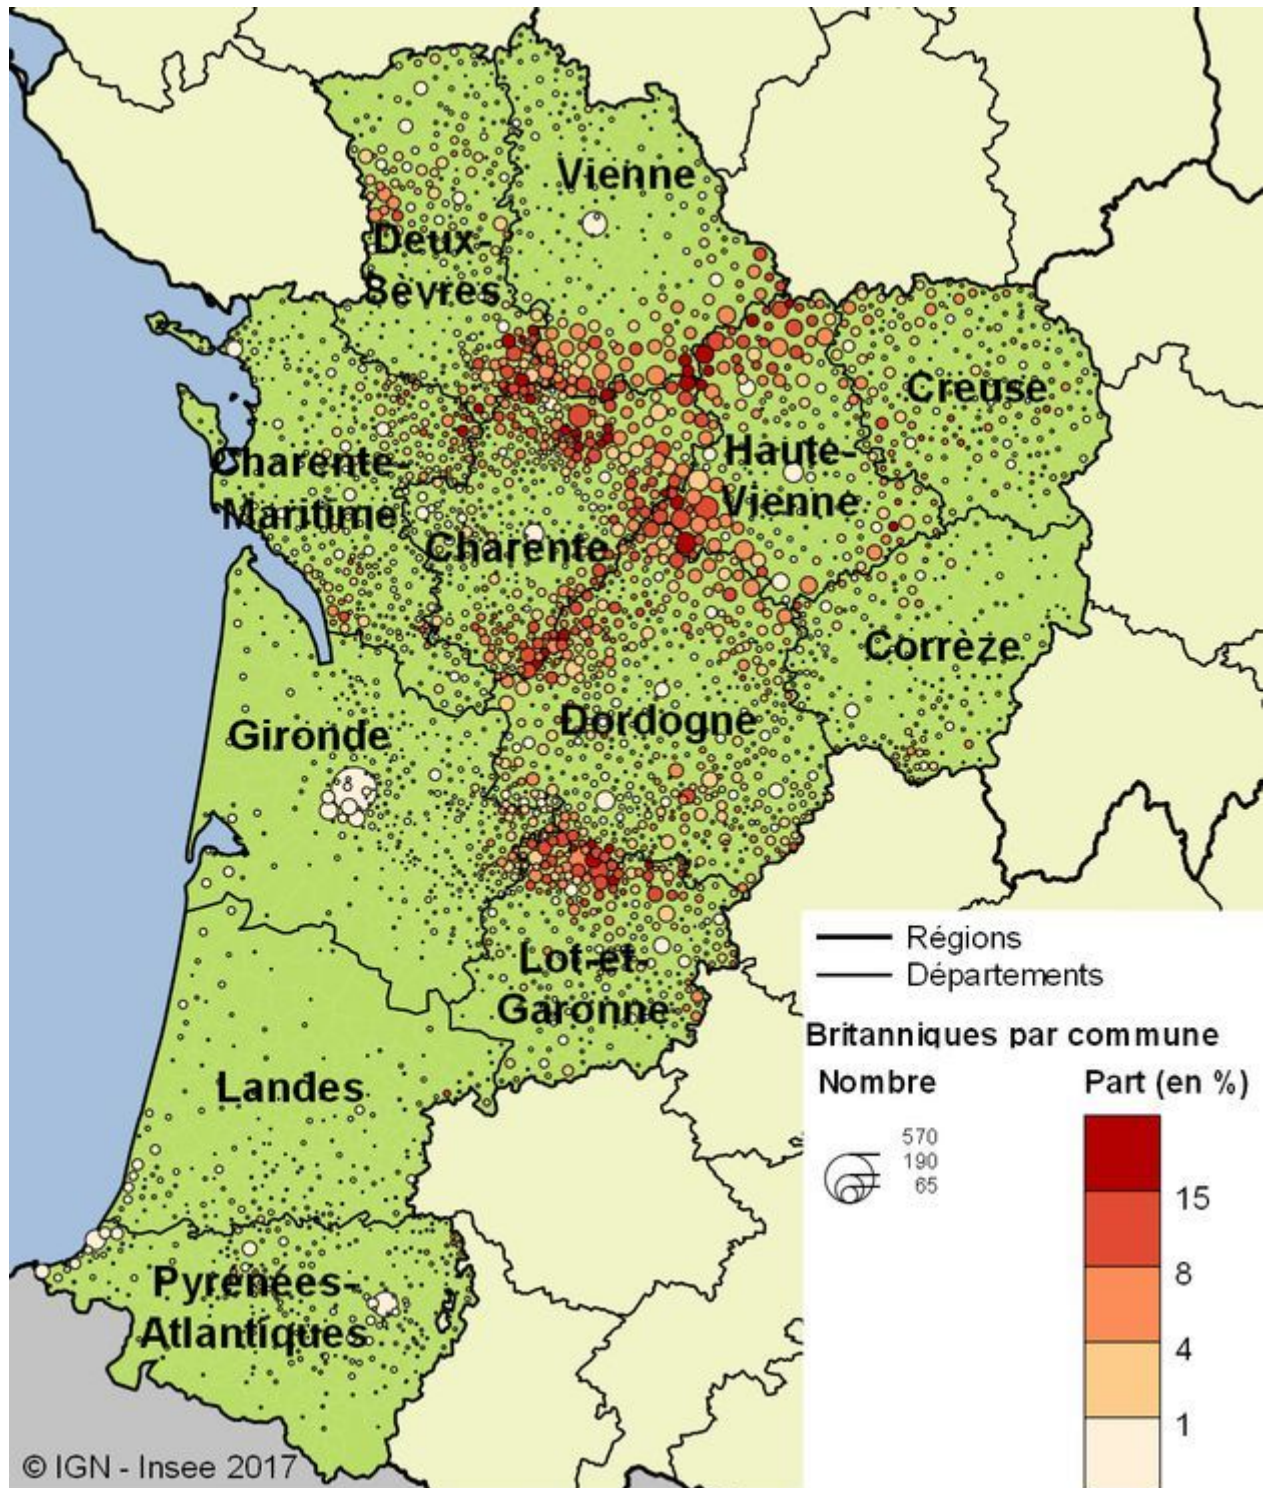 Vienne
Deux-
Sèvres
Creuse
Charente-
Maritime
Haute-
Vienne
Charente
Corrèze
Gironde
Dordogne
Lot-et-
Garonne
Landes
Pyrénées-
Atlantiques
Régions
Départements
Britanniques par commune
Nombre
Part (en %)
570
190
65
15
8
4
1
© IGN - Insee 2017